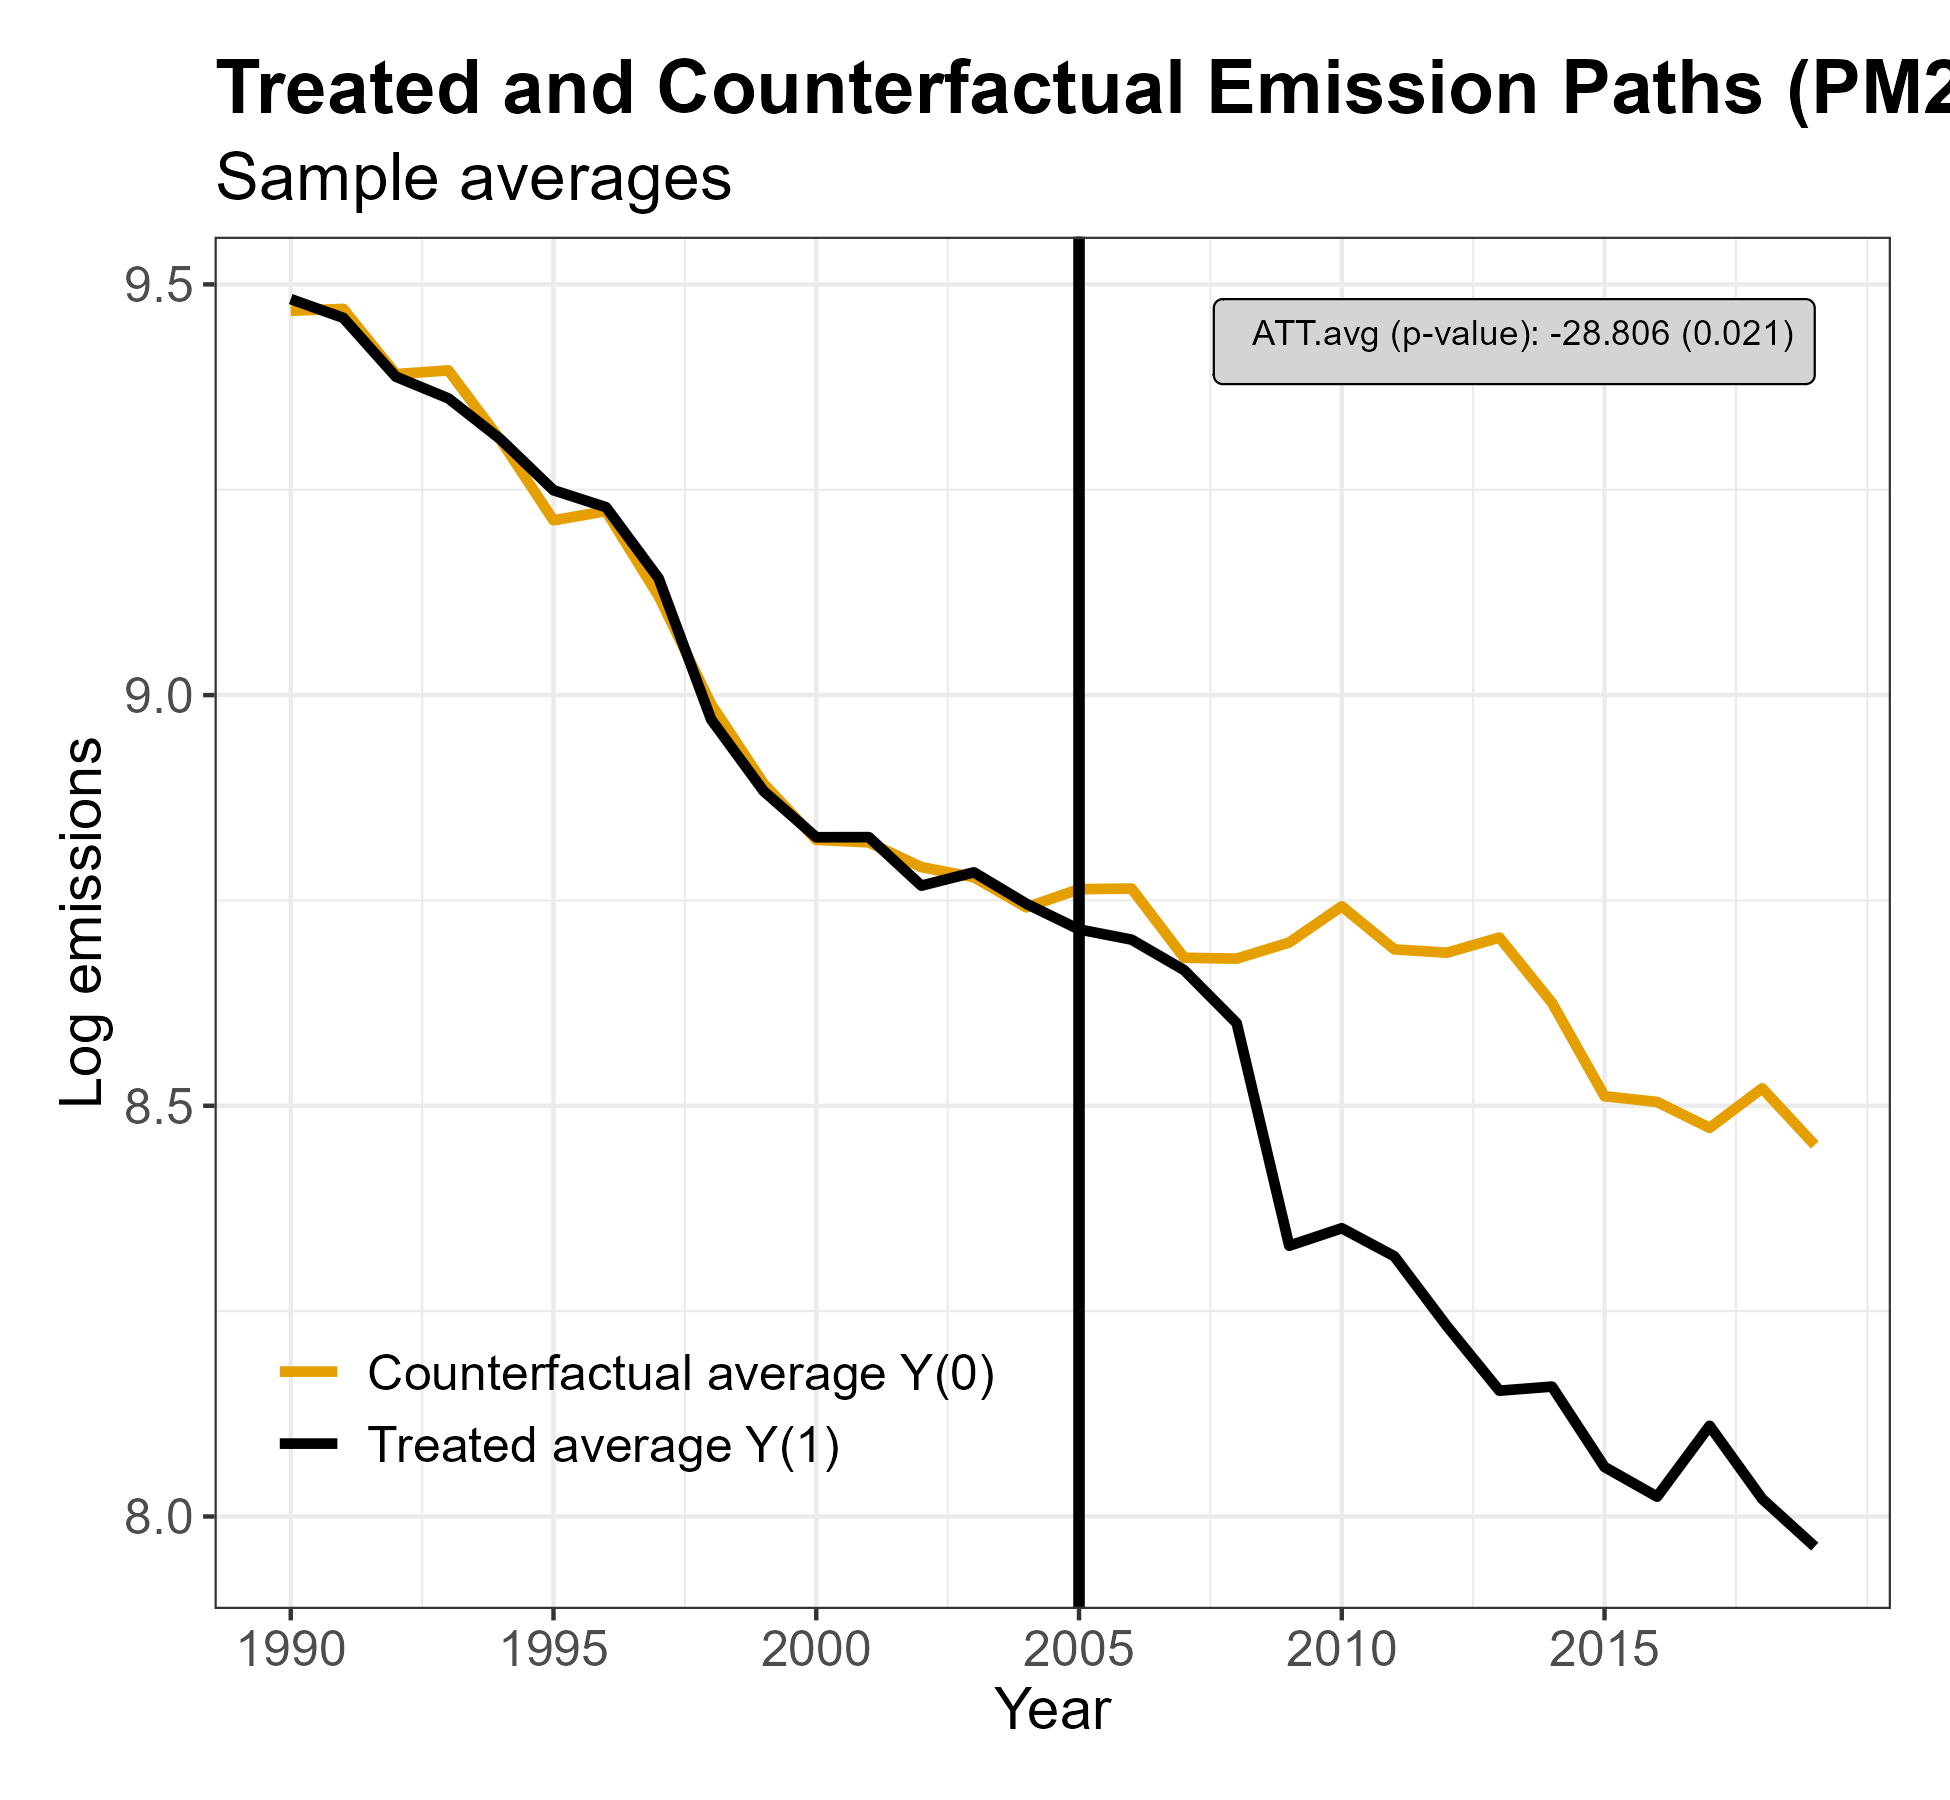 Treated and Counterfactual Emission Paths (PM2
Sample averages
ATT.avg (p-value): -28.806 (0.021)
9.5
9.0
8.5
8.0
Log emissions
Counterfactual average Y(0)
Treated average Y(1)
1990 1995 2000 2005 2010 2015
Year